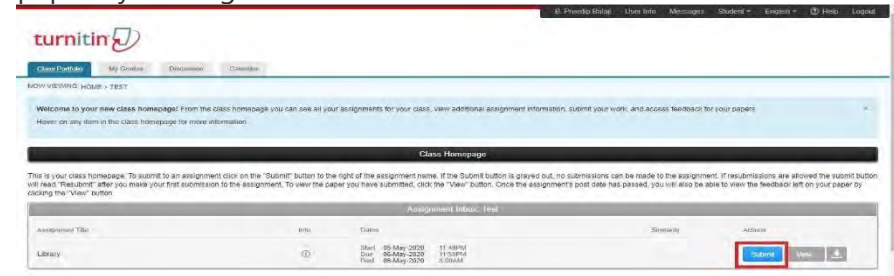 B. Preedip Balaji User Info Messages Student English Help Logout
turnitin
Class Portfolio My Grades Discussion Calendar
NOW VIEWING: HOME > TEST
Welcome to your new class homepage! From the class homepage you can see all your assignments for your class, view additional assignment information, submit your work, and access feedback for your papers.
Hover on any item in the class homepage for more information.
Class Homepage
This is your class homepage. To submit to an assignment click on the "Submit" button to the right of the assignment name. If the Submit button is grayed out, no submissions can be made to the assignment. If resubmissions are allowed the submit button
will read "Resubmit" after you make your first submission to the assignment. To view the paper you have submitted, click the "View" button. Once the assignment's post date has passed, you will also be able to view the feedback left on your paper by
clicking the "View" button.
Assignment Inbox: Test
Assignment Title Info Dates Similarity Actions
Start 05-May-2020 11:48PM
Library Due 06-May-2020 11:59PM Submit View
Post